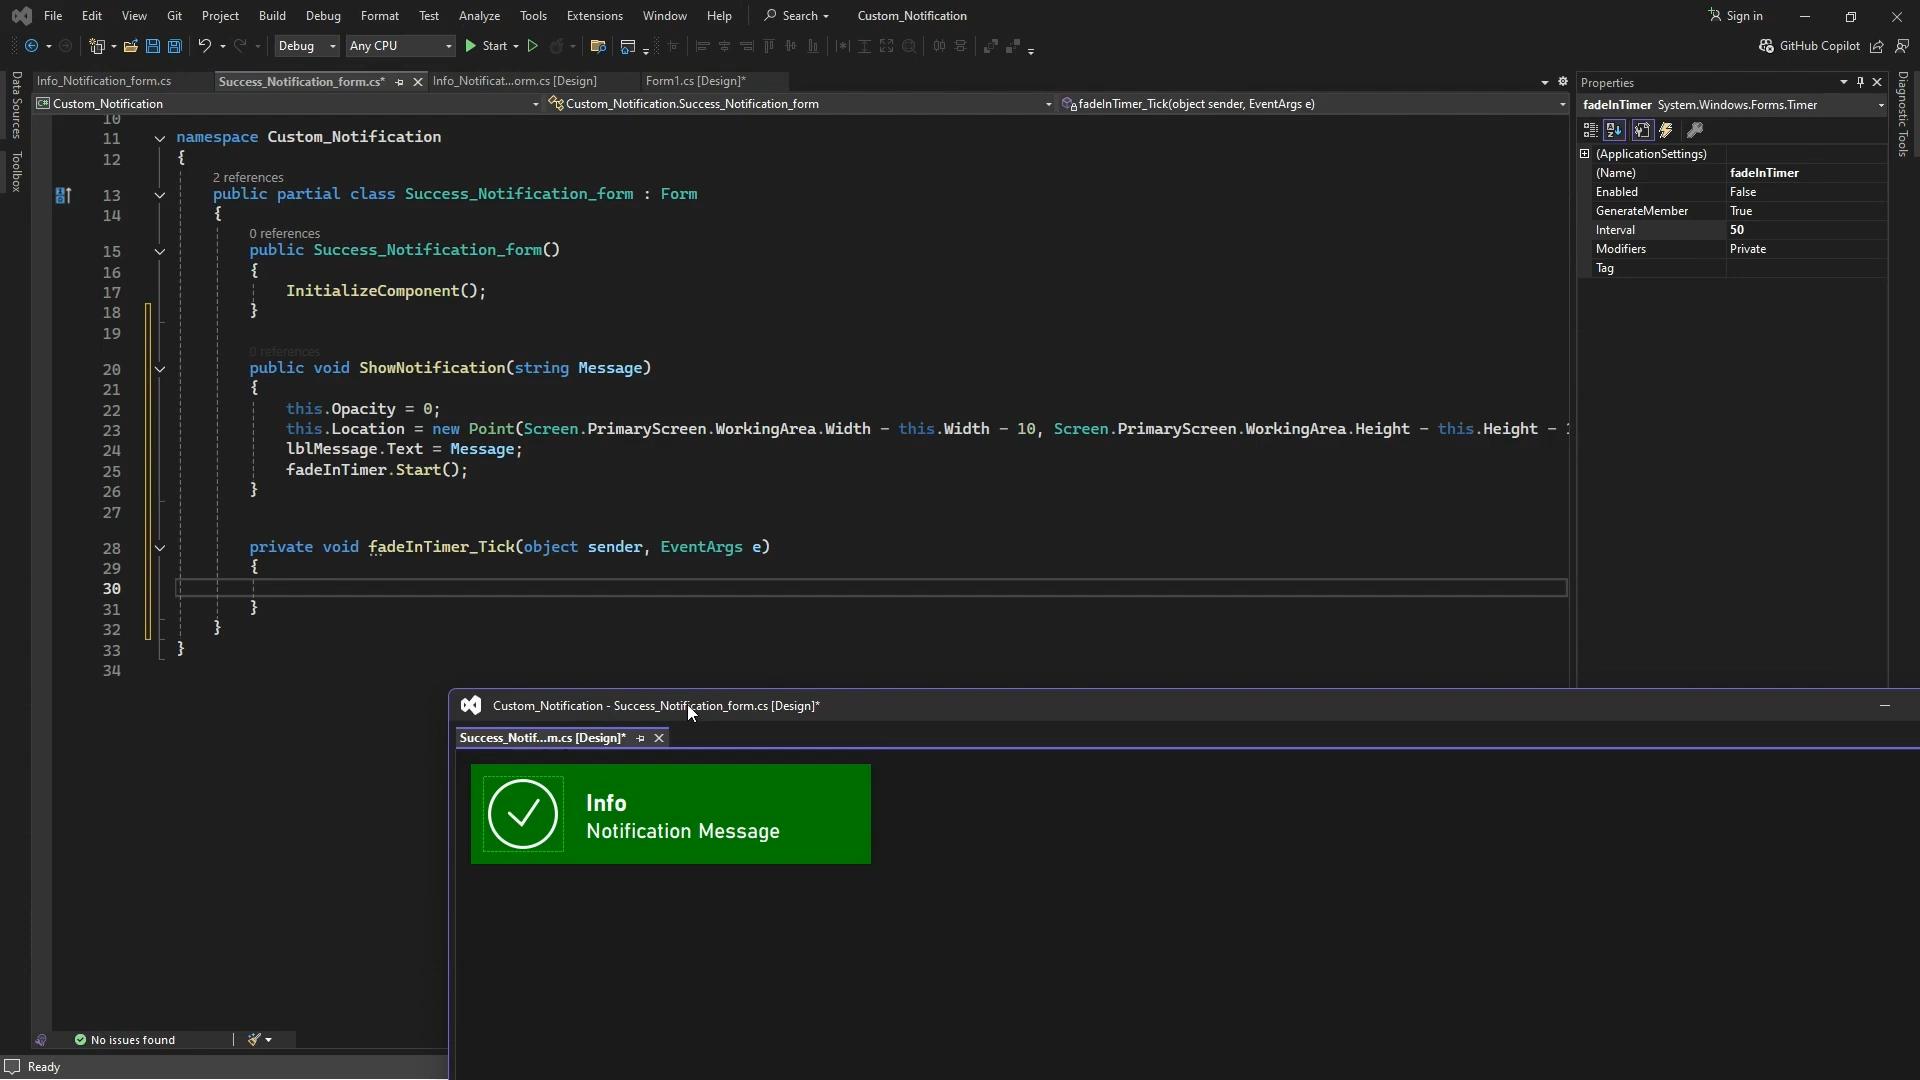 File Edit View Git Project Build Debug Format Test Analyze Tools Extensions Window Help Search Custom_Notification Sign in
Debug Any CPU Start GitHub Copilot
Data Sources
Toolbox
Info_Notification_form.cs Success_Notification_form.cs* Info_Notificat...orm.cs [Design] Form1.cs [Design]*
C# Custom_Notification Custom_Notification.Success_Notification_form fadeInTimer_Tick(object sender, EventArgs e)
10
11 namespace Custom_Notification
12 {
2 references
13 public partial class Success_Notification_form : Form
14 {
0 references
15 public Success_Notification_form()
16 {
17 InitializeComponent();
18 }
19
0 references
20 public void ShowNotification(string Message)
21 {
22 this.Opacity = 0;
23 this.Location = new Point(Screen.PrimaryScreen.WorkingArea.Width - this.Width - 10, Screen.PrimaryScreen.WorkingArea.Height - this.Height -
24 lblMessage.Text = Message;
25 fadeInTimer.Start();
26 }
27
28 private void fadeInTimer_Tick(object sender, EventArgs e)
29 {
30
31 }
32 }
33 }
34
Properties
fadeInTimer System.Windows.Forms.Timer
(ApplicationSettings)
(Name) fadeInTimer
Enabled False
GenerateMember True
Interval 50
Modifiers Private
Tag
Diagnostic Tools
Custom_Notification - Success_Notification_form.cs [Design]*
Success_Notif...m.cs [Design]*
Info
Notification Message
No issues found
Ready